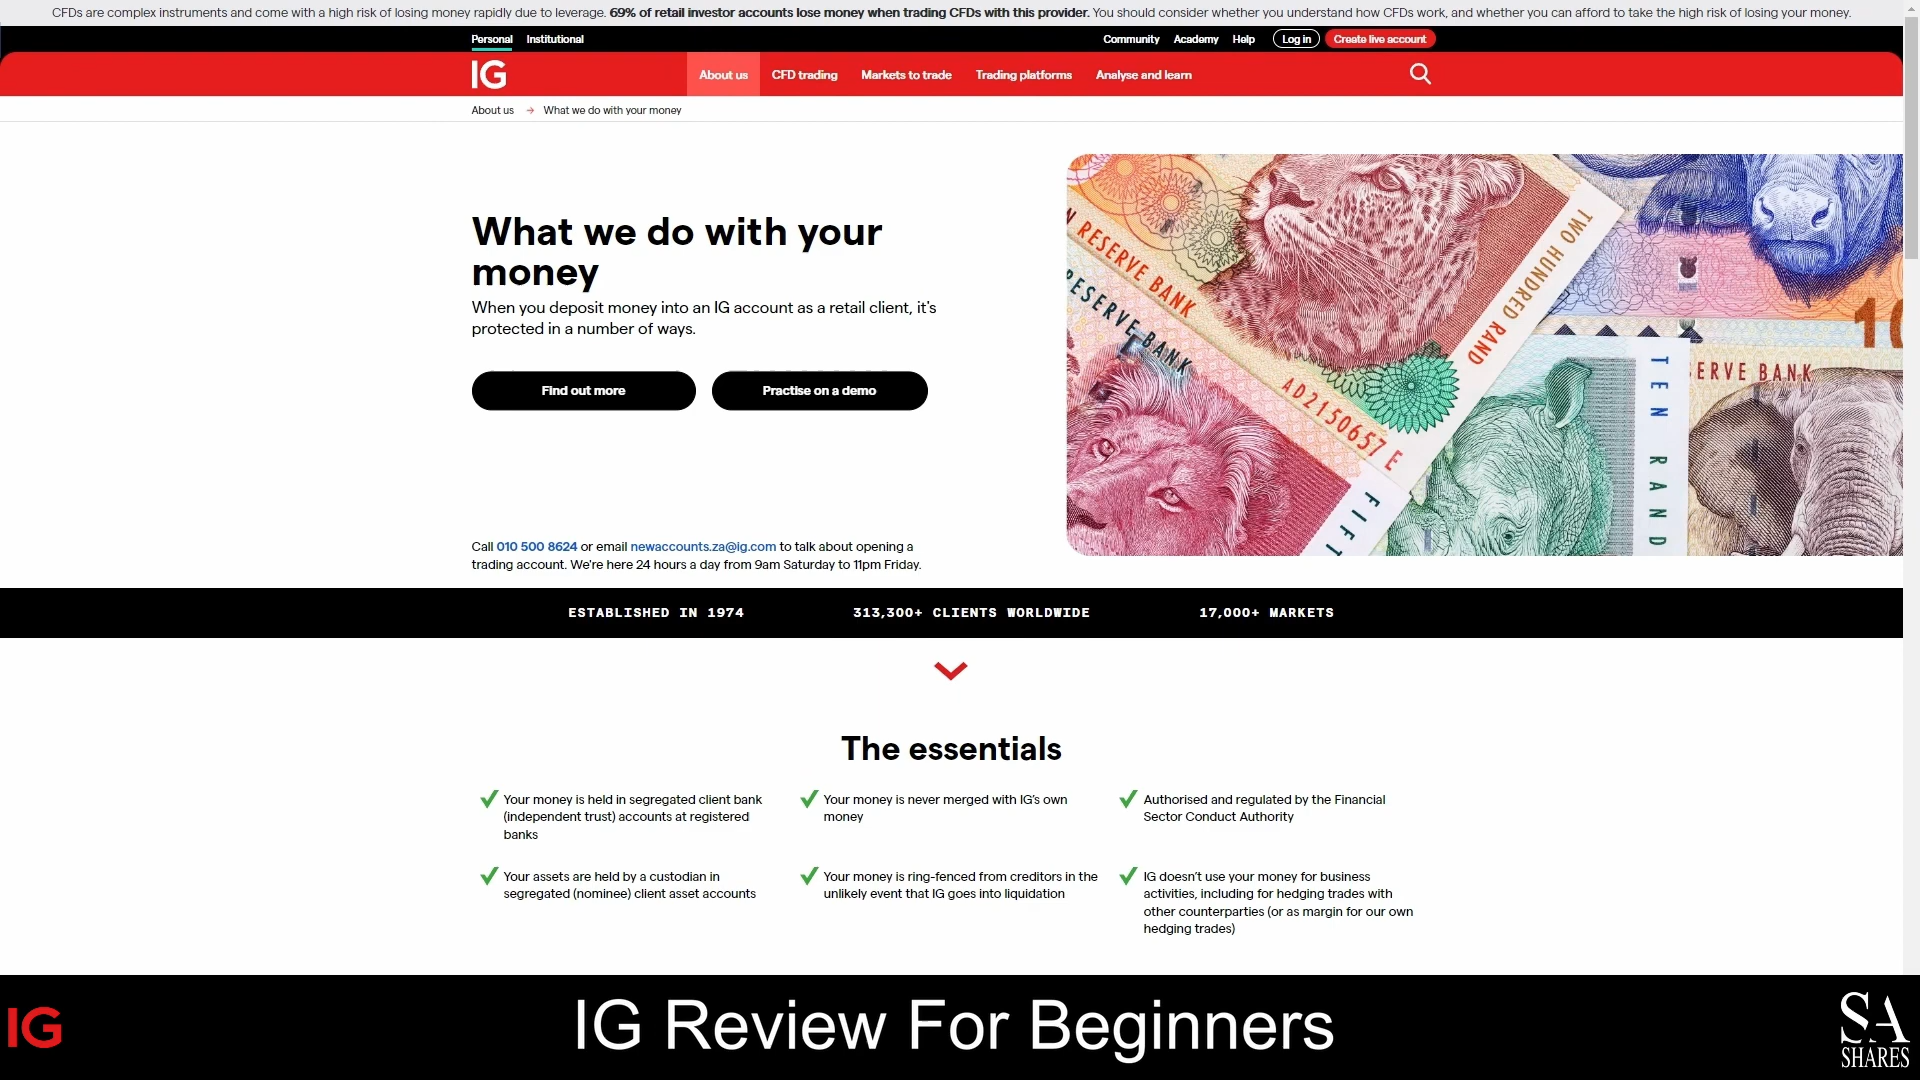 CFDs are complex instruments and come with a high risk of losing money rapidly due to leverage. 69% of retail investor accounts lose money when trading CFDs with this provider. You should consider whether you understand how CFDs work, and whether you can afford to take the high risk of losing your money.
Personal Institutional Community Academy Help Log in Create live account
IG About us CFD trading Markets to trade Trading platforms Analyse and learn
About us → What we do with your money
What we do with your
money
When you deposit money into an IG account as a retail client, it's
protected in a number of ways.
Find out more Practise on a demo
RESERVE BANK
RESERVE BANK
TWO HUNDRED RAND
AD2150657 E
FIFT
TEN RAND
ERVE BANK
10
Call 010 500 8624 or email newaccounts.za@ig.com to talk about opening a
trading account. We're here 24 hours a day from 9am Saturday to 11pm Friday.
ESTABLISHED IN 1974 313,300+ CLIENTS WORLDWIDE 17,000+ MARKETS
The essentials
Your money is held in segregated client bank
(independent trust) accounts at registered
banks
Your money is never merged with IG's own
money
Authorised and regulated by the Financial
Sector Conduct Authority
Your assets are held by a custodian in
segregated (nominee) client asset accounts
Your money is ring-fenced from creditors in the
unlikely event that IG goes into liquidation
IG doesn't use your money for business
activities, including for hedging trades with
other counterparties (or as margin for our own
hedging trades)
IG
IG Review For Beginners
SA
SHARES